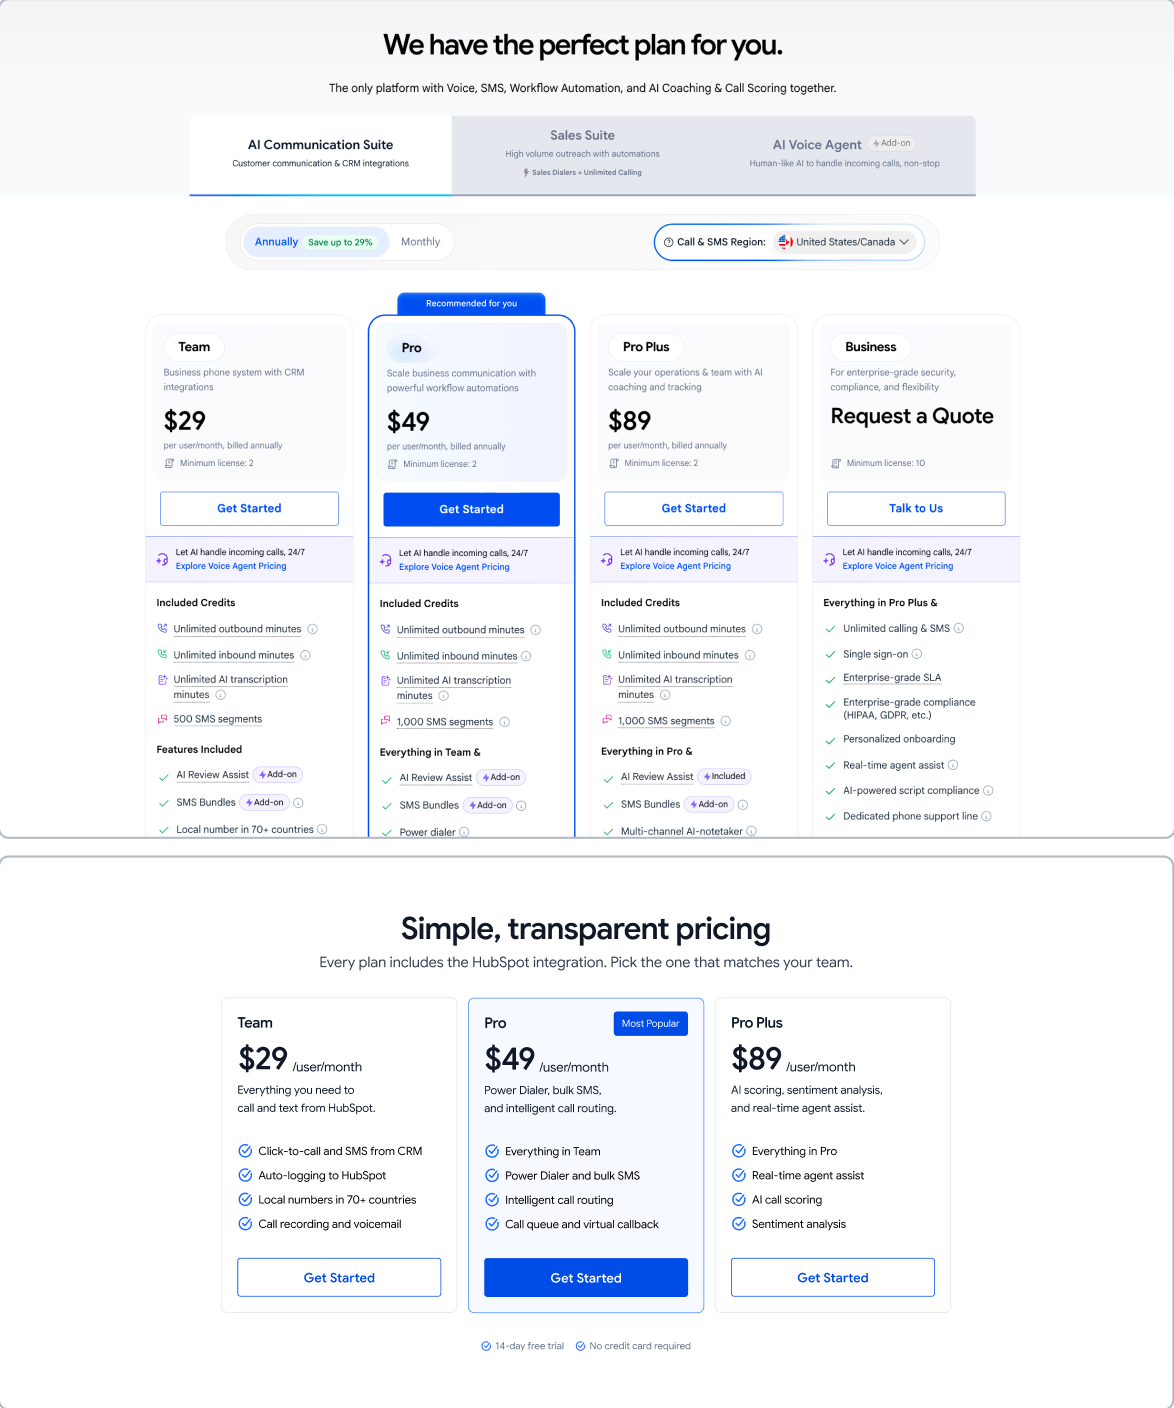 We have the perfect plan for you.
The only platform with Voice, SMS, Workflow Automation, and AI Coaching & Call Scoring together.
AI Communication Suite
Customer communication & CRM integrations
Sales Suite
High volume outreach with automations
Sales Dialers + Unlimited Calling
AI Voice Agent Add-on
Human-like AI to handle incoming calls, non-stop
Annually Save up to 29% Monthly
Call & SMS Region: United States/Canada
Recommended for you
Team
Business phone system with CRM
integrations
$29
per user/month, billed annually
Minimum license: 2
Get Started
Let AI handle incoming calls, 24/7
Explore Voice Agent Pricing
Included Credits
Unlimited outbound minutes
Unlimited inbound minutes
Unlimited AI transcription
minutes
500 SMS segments
Features Included
AI Review Assist Add-on
SMS Bundles Add-on
Local number in 70+ countries
Pro
Scale business communication with
powerful workflow automations
$49
per user/month, billed annually
Minimum license: 2
Get Started
Let AI handle incoming calls, 24/7
Explore Voice Agent Pricing
Included Credits
Unlimited outbound minutes
Unlimited inbound minutes
Unlimited AI transcription
minutes
1,000 SMS segments
Everything in Team &
AI Review Assist Add-on
SMS Bundles Add-on
Power dialer
Pro Plus
Scale your operations & team with AI
coaching and tracking
$89
per user/month, billed annually
Minimum license: 2
Get Started
Let AI handle incoming calls, 24/7
Explore Voice Agent Pricing
Included Credits
Unlimited outbound minutes
Unlimited inbound minutes
Unlimited AI transcription
minutes
1,000 SMS segments
Everything in Pro &
AI Review Assist Included
SMS Bundles Add-on
Multi-channel AI-notetaker
Business
For enterprise-grade security,
compliance, and flexibility
Request a Quote
Minimum license: 10
Talk to Us
Let AI handle incoming calls, 24/7
Explore Voice Agent Pricing
Everything in Pro Plus &
Unlimited calling & SMS
Single sign-on
Enterprise-grade SLA
Enterprise-grade compliance
(HIPAA, GDPR, etc.)
Personalized onboarding
Real-time agent assist
AI-powered script compliance
Dedicated phone support line
Simple, transparent pricing
Every plan includes the HubSpot integration. Pick the one that matches your team.
Team
$29 /user/month
Everything you need to
call and text from HubSpot.
Click-to-call and SMS from CRM
Auto-logging to HubSpot
Local numbers in 70+ countries
Call recording and voicemail
Get Started
Pro
Most Popular
$49 /user/month
Power Dialer, bulk SMS,
and intelligent call routing.
Everything in Team
Power Dialer and bulk SMS
Intelligent call routing
Call queue and virtual callback
Get Started
Pro Plus
$89 /user/month
AI scoring, sentiment analysis,
and real-time agent assist.
Everything in Pro
Real-time agent assist
AI call scoring
Sentiment analysis
Get Started
14-day free trial No credit card required